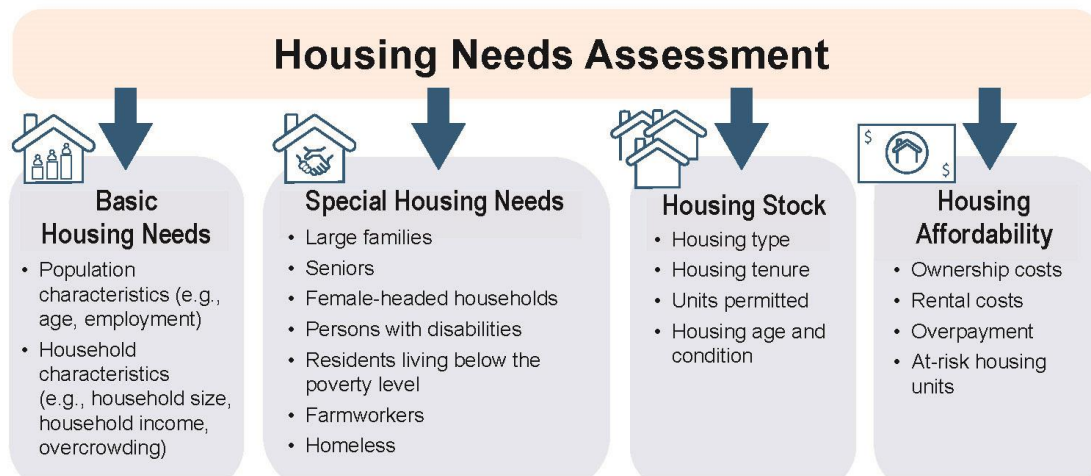 Housing Needs Assessment
Basic
Housing Needs
• Population
characteristics (e.g.,
age, employment)
• Household
characteristics
(e.g., household size,
household income,
overcrowding)
Special Housing Needs
• Large families
• Seniors
• Female-headed households
• Persons with disabilities
• Residents living below the
poverty level
• Farmworkers
• Homeless
Housing Stock
• Housing type
• Housing tenure
• Units permitted
• Housing age and
condition
$
$
Housing
Affordability
• Ownership costs
• Rental costs
• Overpayment
• At-risk housing
units